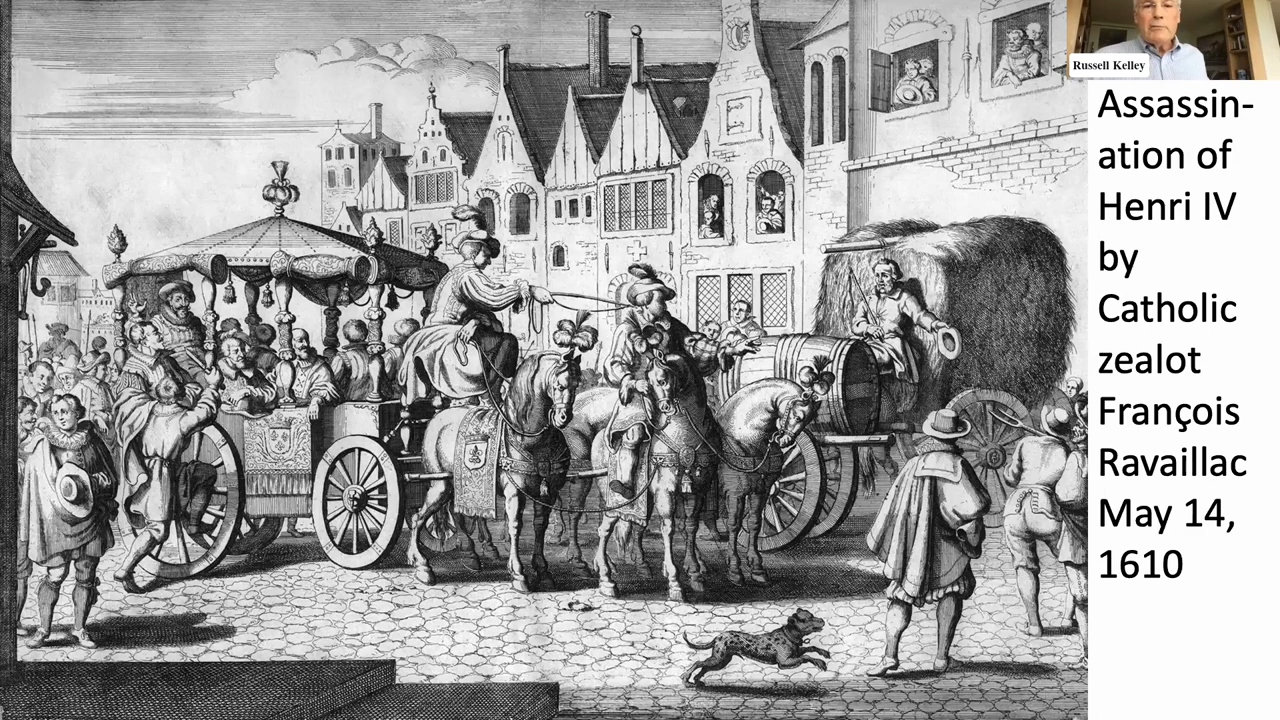 Russell Kelley
Assassin-
ation of
Henri IV
by
Catholic
zealot
François
Ravaillac
May 14,
1610